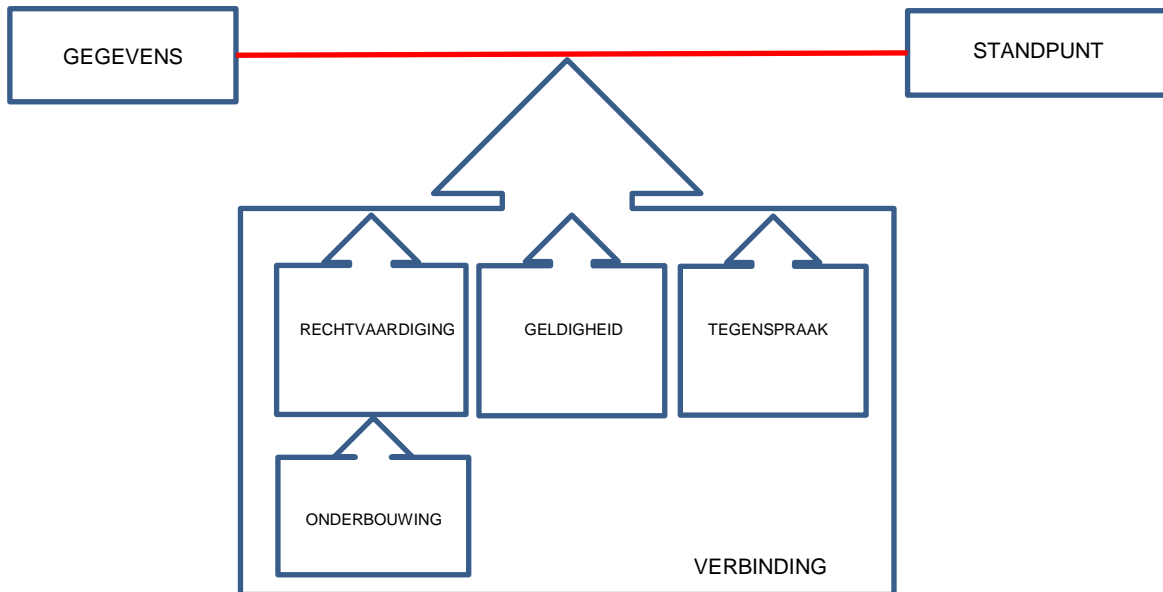 GEGEVENS
STANDPUNT
RECHTVAARDIGING
GELDIGHEID
TEGENSPRAAK
ONDERBOUWING
VERBINDING